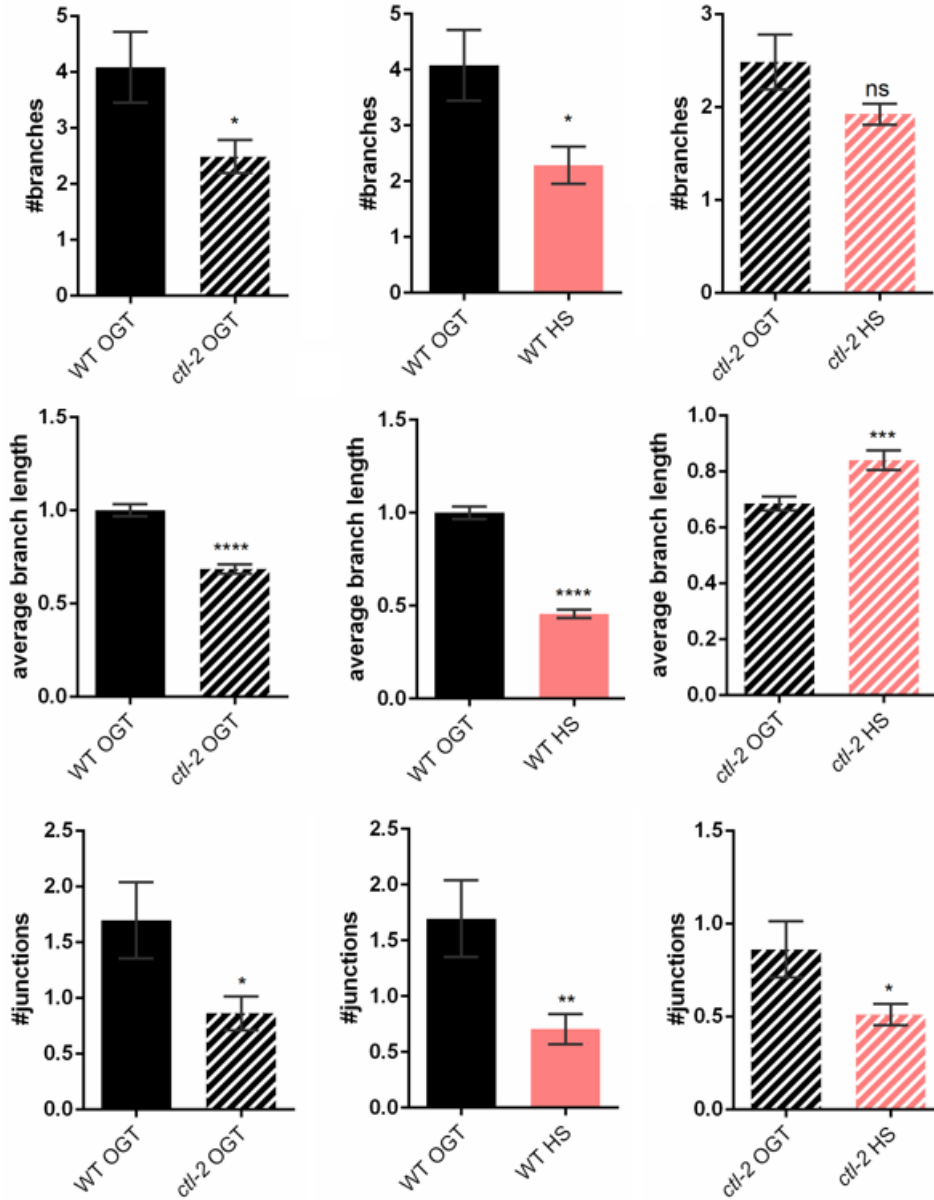 #branches
5
4
3
2
1
0
*
WT OGT
ctl-2 OGT
#branches
5
4
3
2
1
0
*
WT OGT
WT HS
#branches
3
2
1
0
ns
ctl-2 OGT
ctl-2 HS
average branch length
1.5
1.0
0.5
0.0
****
WT OGT
ctl-2 OGT
average branch length
1.5
1.0
0.5
0.0
****
WT OGT
WT HS
average branch length
1.0
0.8
0.6
0.4
0.2
0.0
***
ctl-2 OGT
ctl-2 HS
#junctions
2.5
2.0
1.5
1.0
0.5
0.0
*
WT OGT
ctl-2 OGT
#junctions
2.5
2.0
1.5
1.0
0.5
0.0
**
WT OGT
WT HS
#junctions
1.5
1.0
0.5
0.0
*
ctl-2 OGT
ctl-2 HS